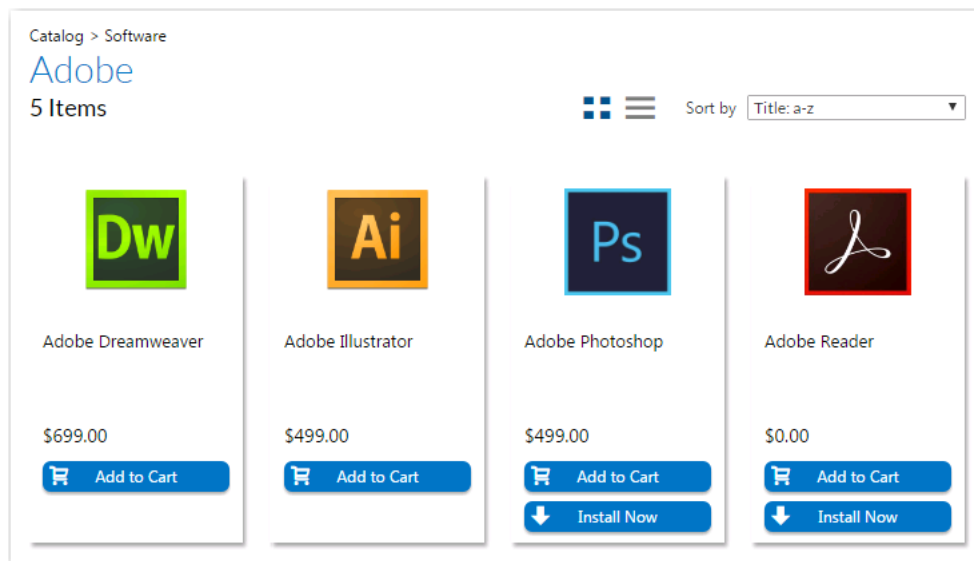 Catalog > Software
Adobe
5 Items
Sort by Title: a-z
Dw
Ai
Ps
Adobe Dreamweaver
Adobe Illustrator
Adobe Photoshop
Adobe Reader
$699.00
$499.00
$499.00
$0.00
Add to Cart
Add to Cart
Add to Cart
Add to Cart
Install Now
Install Now